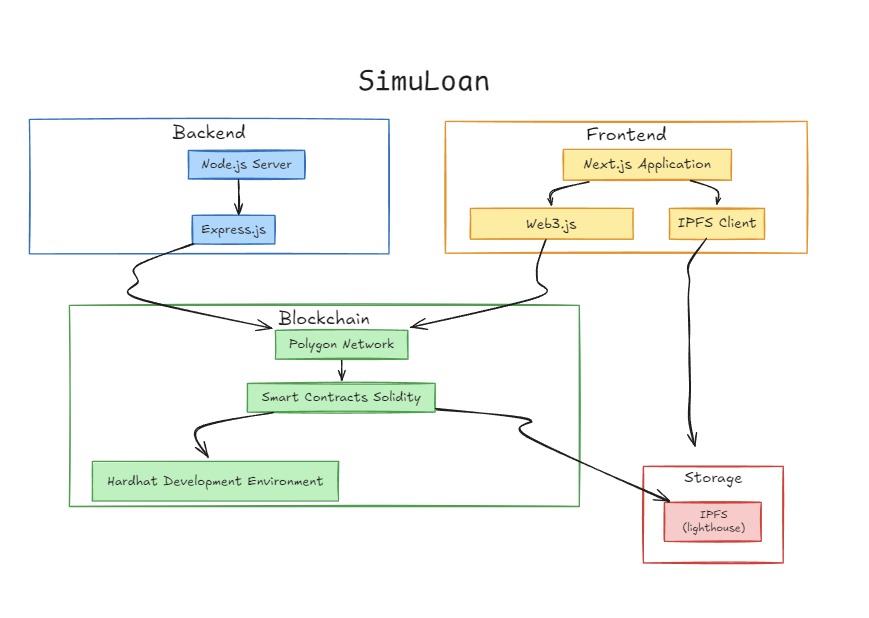 SimuLoan
Backend
Node.js Server
Express.js
Frontend
Next.js Application
Web3.js
IPFS Client
Blockchain
Polygon Network
Smart Contracts Solidity
Hardhat Development Environment
Storage
IPFS
(lighthouse)